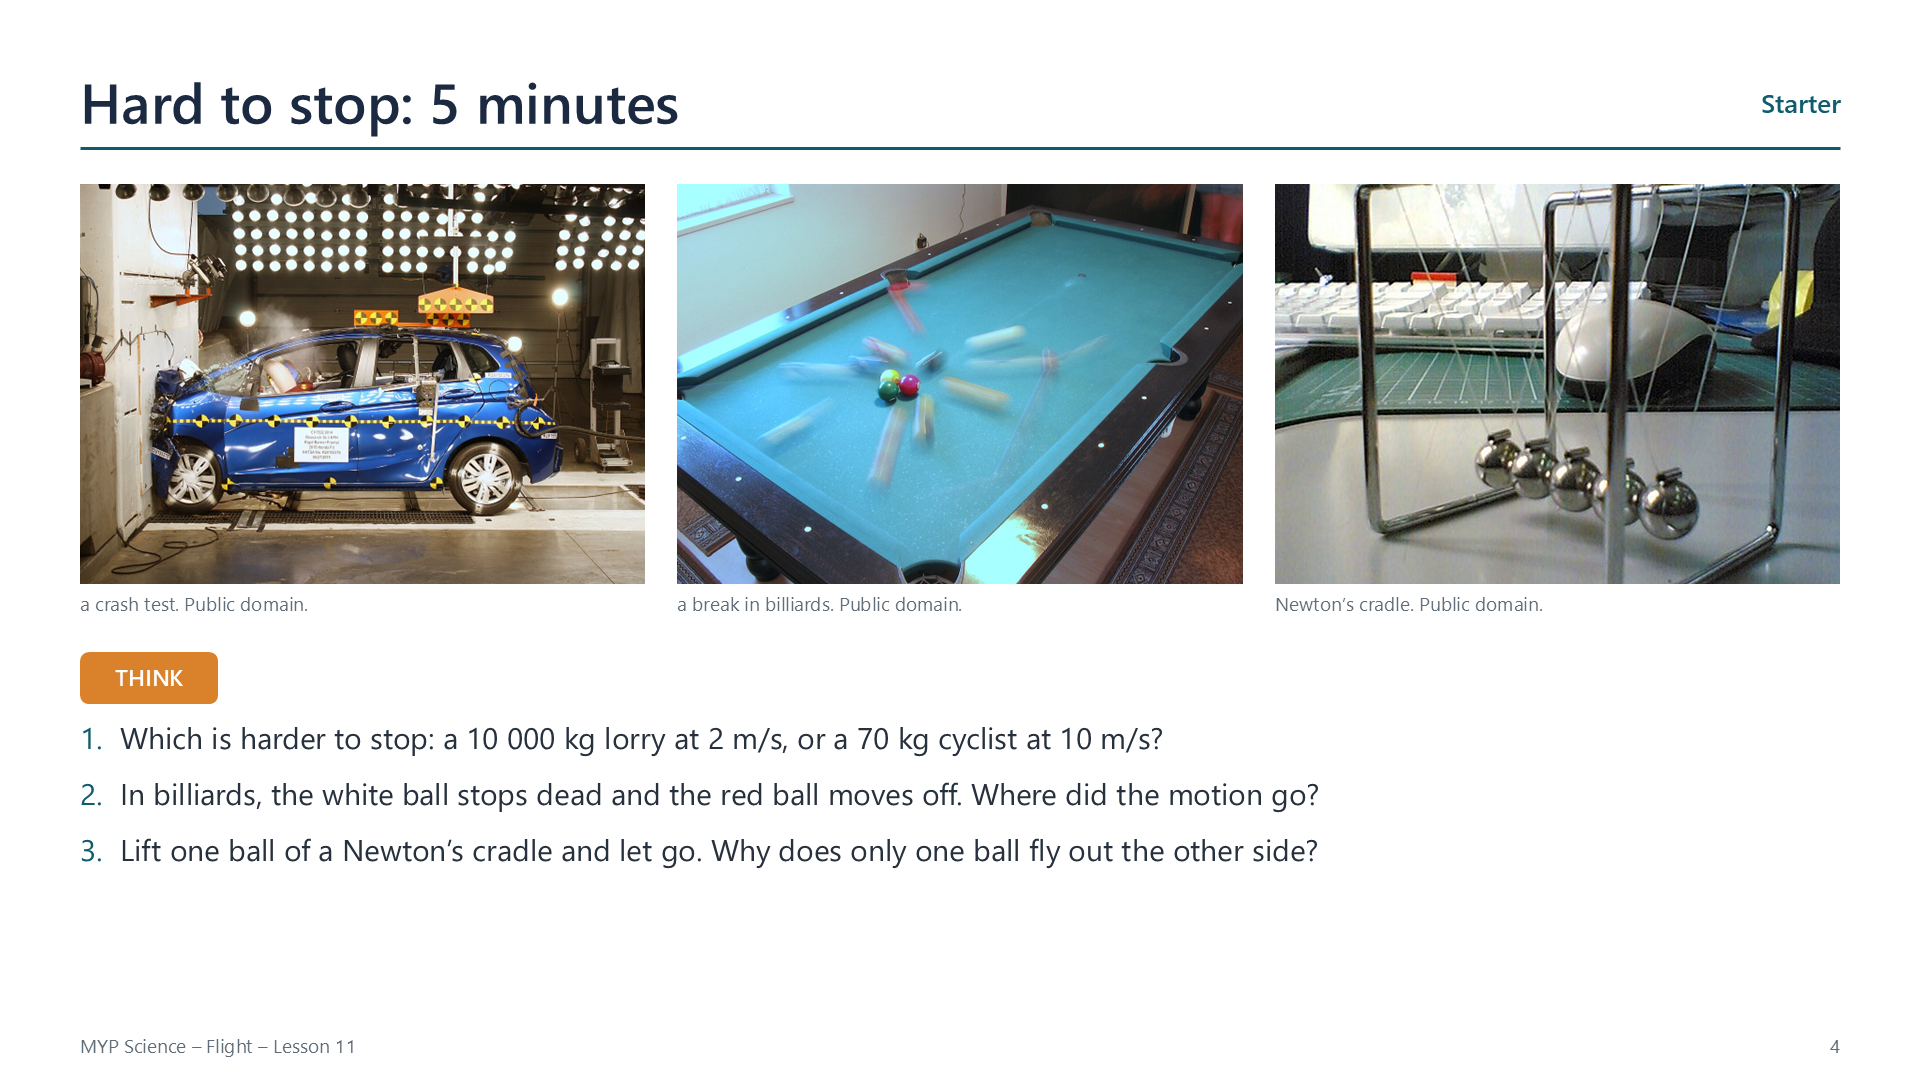 Hard to stop: 5 minutes
Starter
a crash test. Public domain.
a break in billiards. Public domain.
Newton’s cradle. Public domain.
THINK
1. Which is harder to stop: a 10 000 kg lorry at 2 m/s, or a 70 kg cyclist at 10 m/s?
2. In billiards, the white ball stops dead and the red ball moves off. Where did the motion go?
3. Lift one ball of a Newton’s cradle and let go. Why does only one ball fly out the other side?
MYP Science – Flight – Lesson 11
4